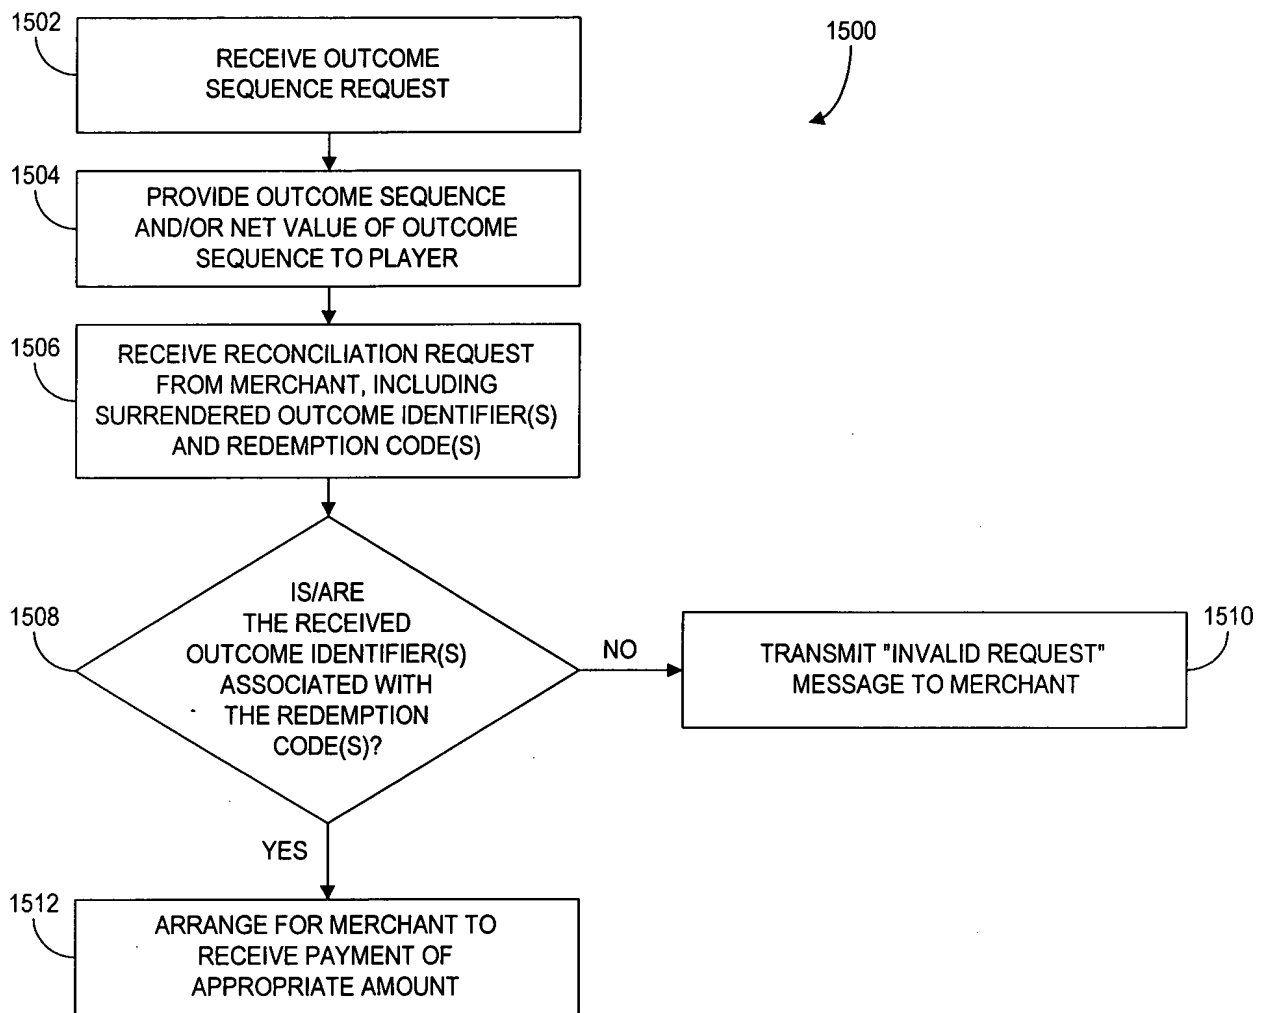 1502
RECEIVE OUTCOME
SEQUENCE REQUEST
1500
1504
PROVIDE OUTCOME SEQUENCE
AND/OR NET VALUE OF OUTCOME
SEQUENCE TO PLAYER
1506
RECEIVE RECONCILIATION REQUEST
FROM MERCHANT, INCLUDING
SURRENDERED OUTCOME IDENTIFIER(S)
AND REDEMPTION CODE(S)
1508
IS/ARE
THE RECEIVED
OUTCOME IDENTIFIER(S)
ASSOCIATED WITH
THE REDEMPTION
CODE(S)?
NO
1510
TRANSMIT "INVALID REQUEST"
MESSAGE TO MERCHANT
YES
1512
ARRANGE FOR MERCHANT TO
RECEIVE PAYMENT OF
APPROPRIATE AMOUNT